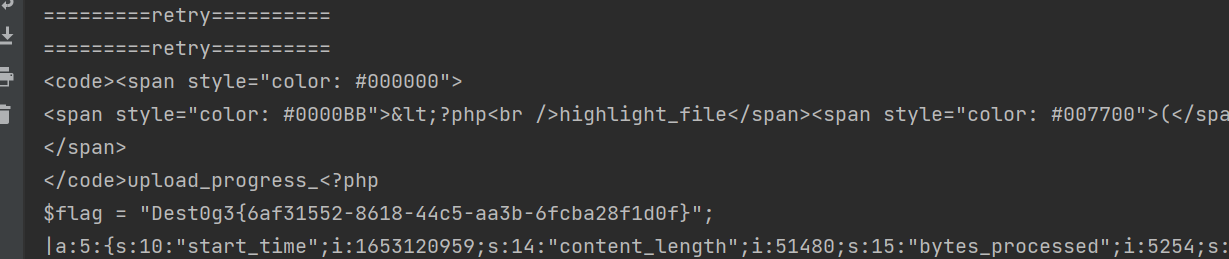 =========retry==========
=========retry==========
<code><span style="color: #000000">
<span style="color: #0000BB">&lt;?php<br />highlight_file</span><span style="color: #007700">(</spa
</span>
</code>upload_progress_<?php
$flag = "Dest0g3{6af31552-8618-44c5-aa3b-6fcba28f1d0f}";
|a:5:{s:10:"start_time";i:1653120959;s:14:"content_length";i:51480;s:15:"bytes_processed";i:5254;s: